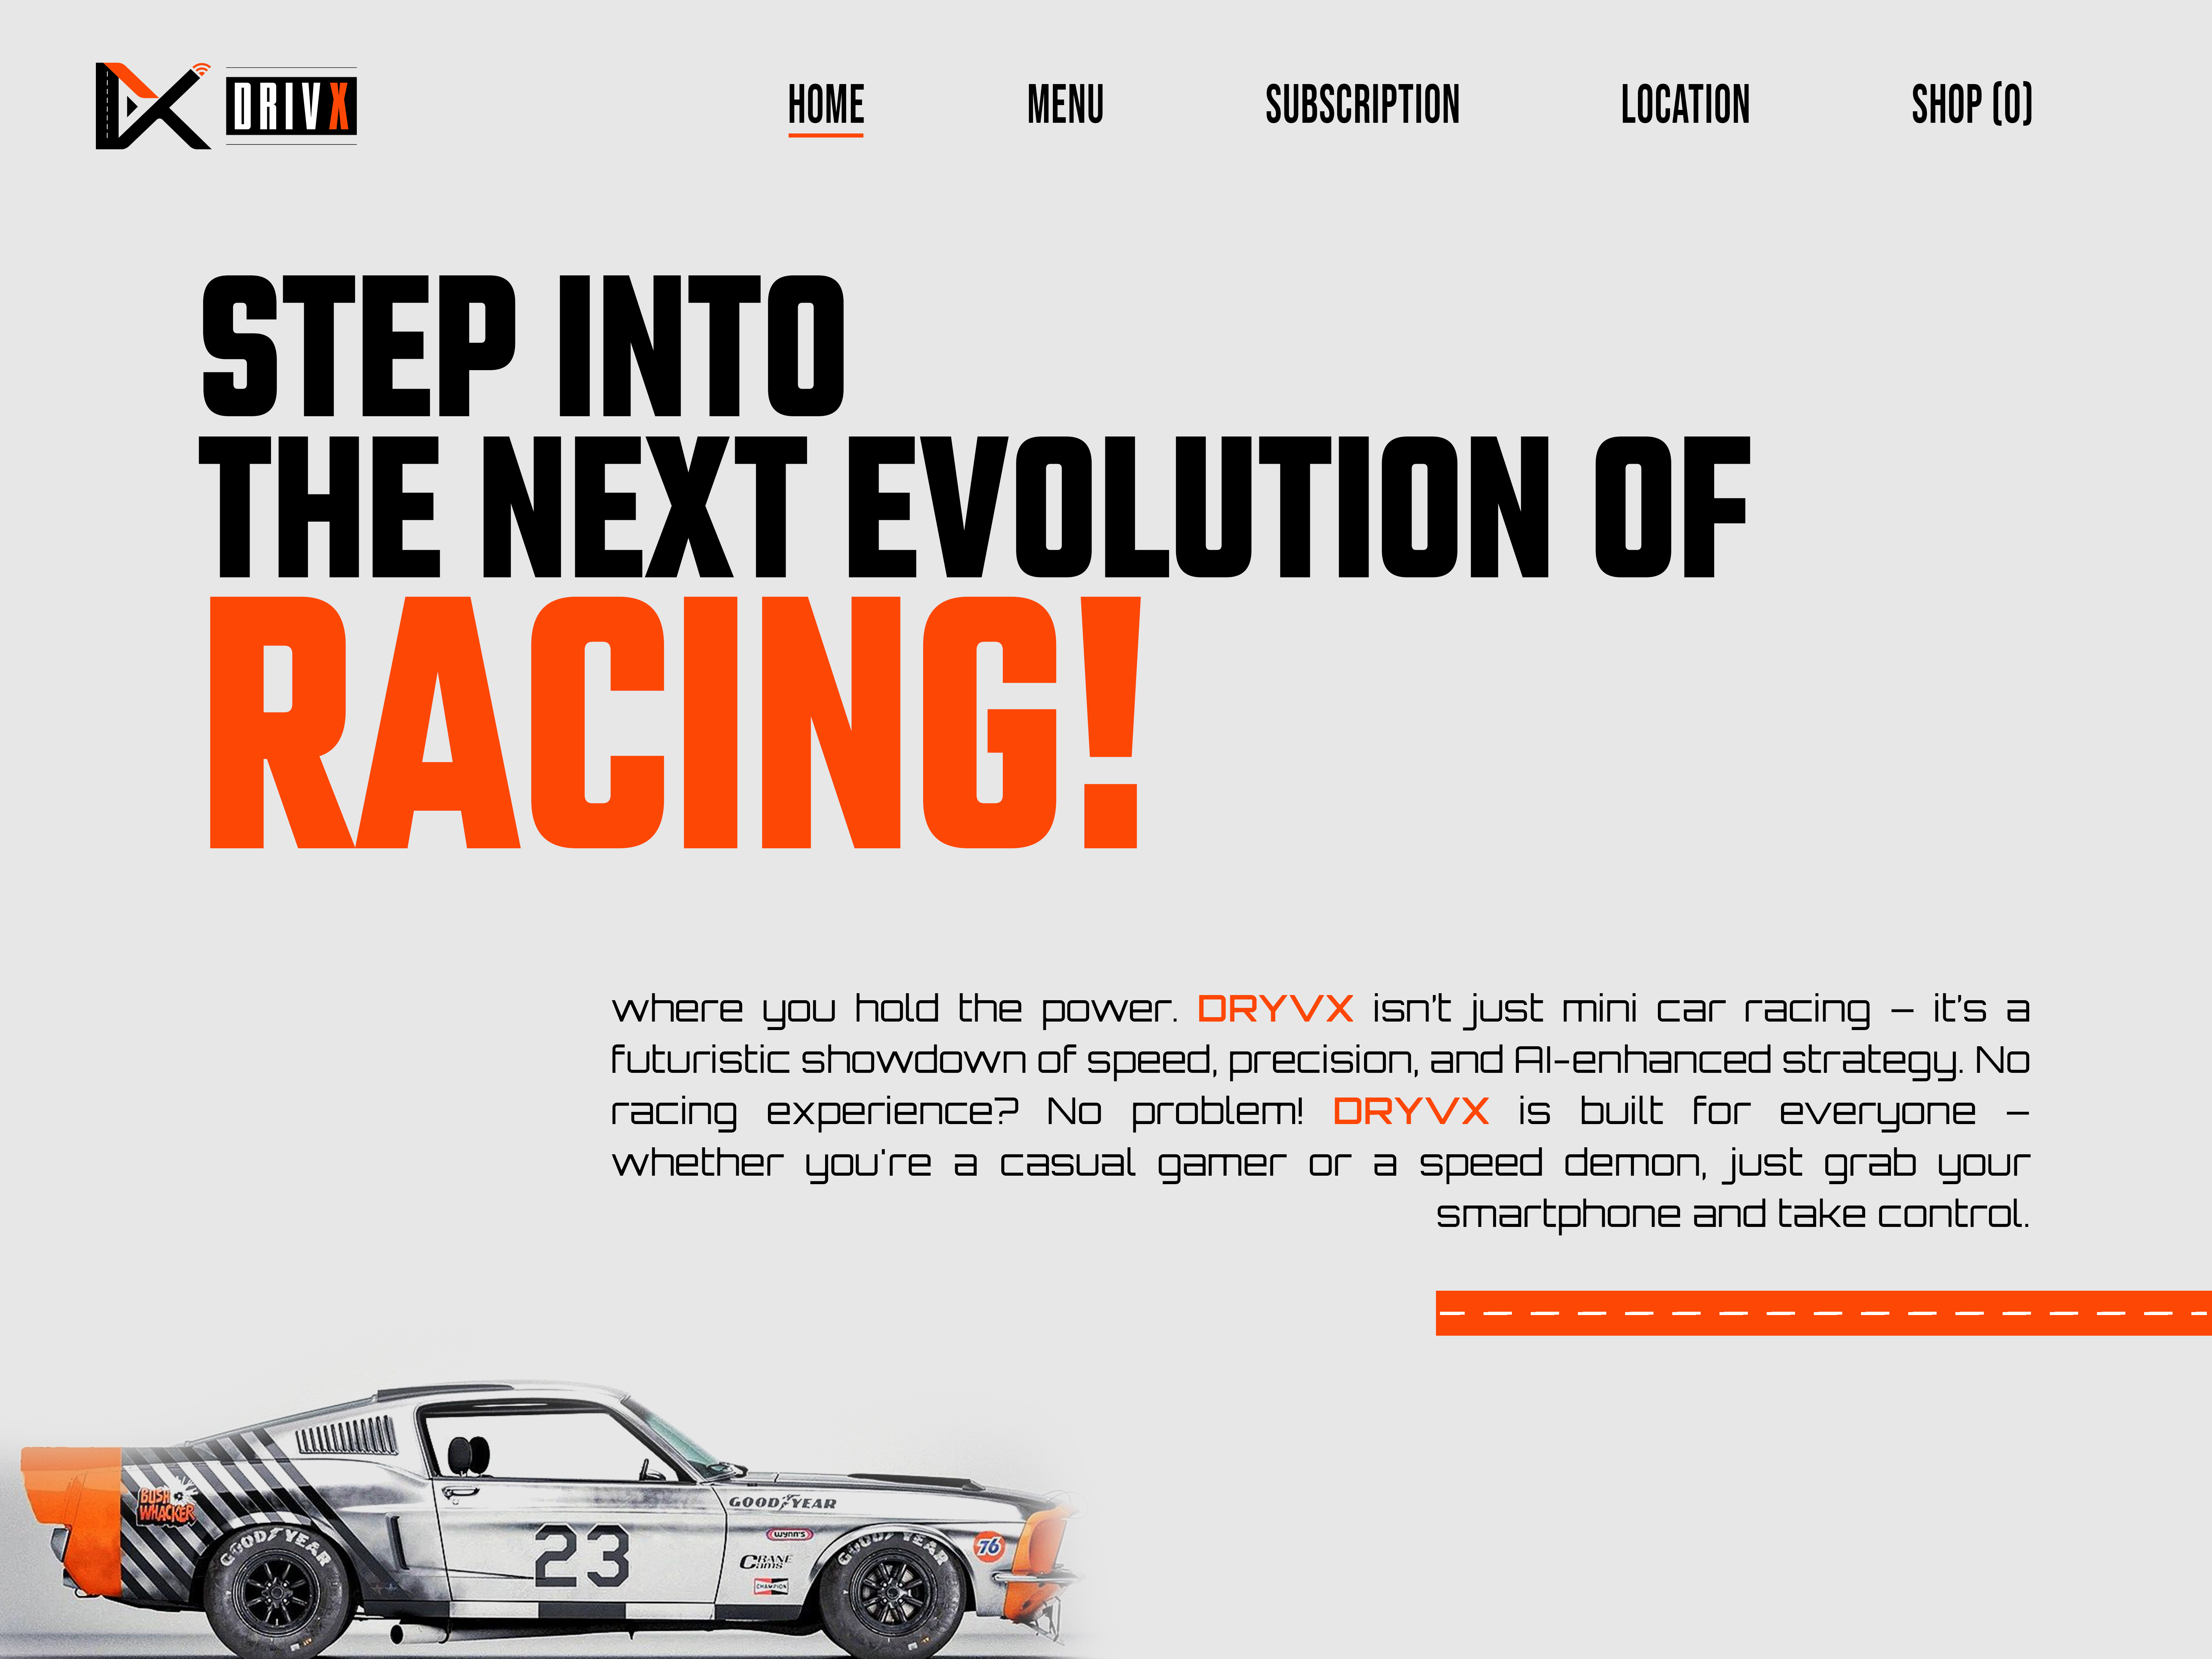 DRIVX
HOME MENU SUBSCRIPTION LOCATION SHOP (0)
STEP INTO
THE NEXT EVOLUTION OF
RACING!
where you hold the power. DRYVX isn't just mini car racing – it's a
futuristic showdown of speed, precision, and AI-enhanced strategy. No
racing experience? No problem! DRYVX is built for everyone –
whether you're a casual gamer or a speed demon, just grab your
smartphone and take control.
BUSH
WHACKER
GOODYEAR
GOODYEAR
23
wynn's
CRANE
Cams
CHAMPION
GOODYEAR
76